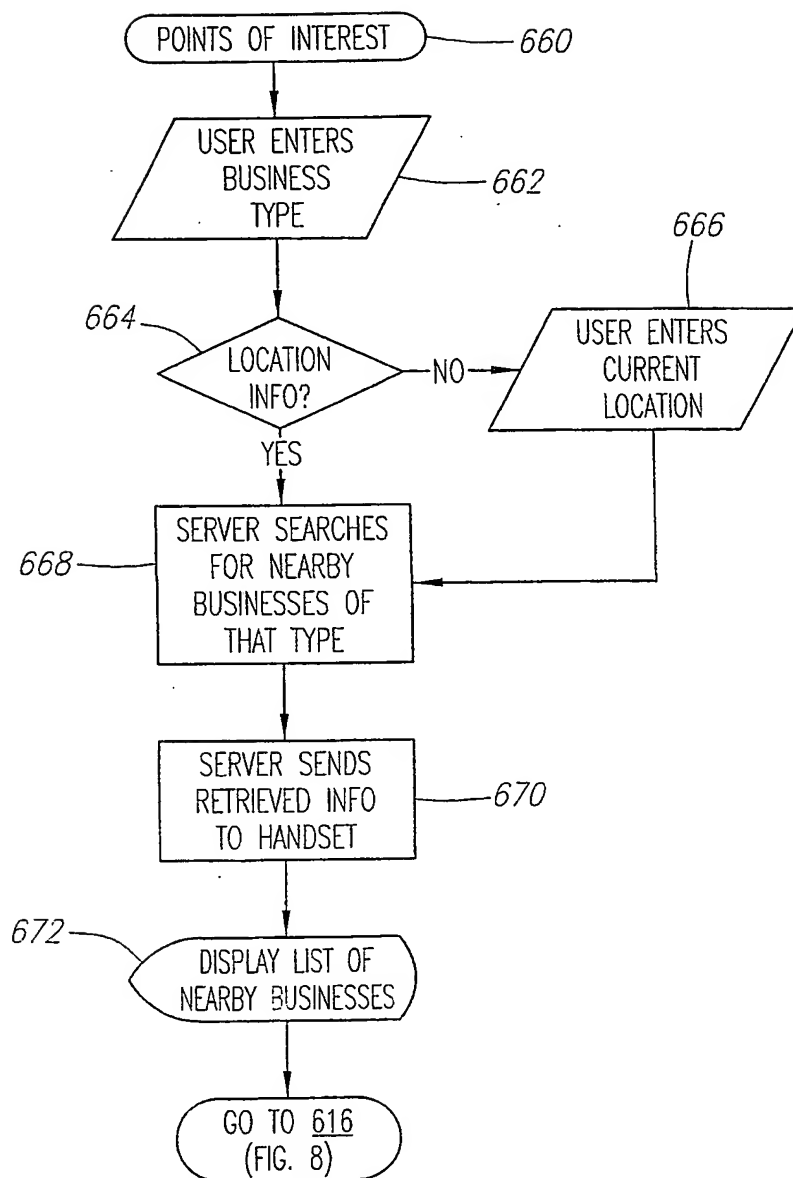 POINTS OF INTEREST
660
USER ENTERS
BUSINESS
TYPE
662
664
LOCATION
INFO?
NO
666
USER ENTERS
CURRENT
LOCATION
YES
668
SERVER SEARCHES
FOR NEARBY
BUSINESSES OF
THAT TYPE
SERVER SENDS
RETRIEVED INFO
TO HANDSET
670
672
DISPLAY LIST OF
NEARBY BUSINESSES
GO TO 616
(FIG. 8)